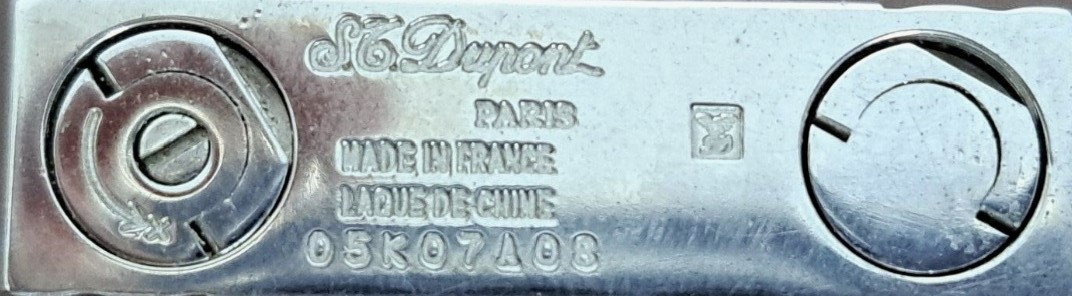 S.T. Dupont
PARIS
MADE IN FRANCE
LAQUE DE CHINE
05K07A08